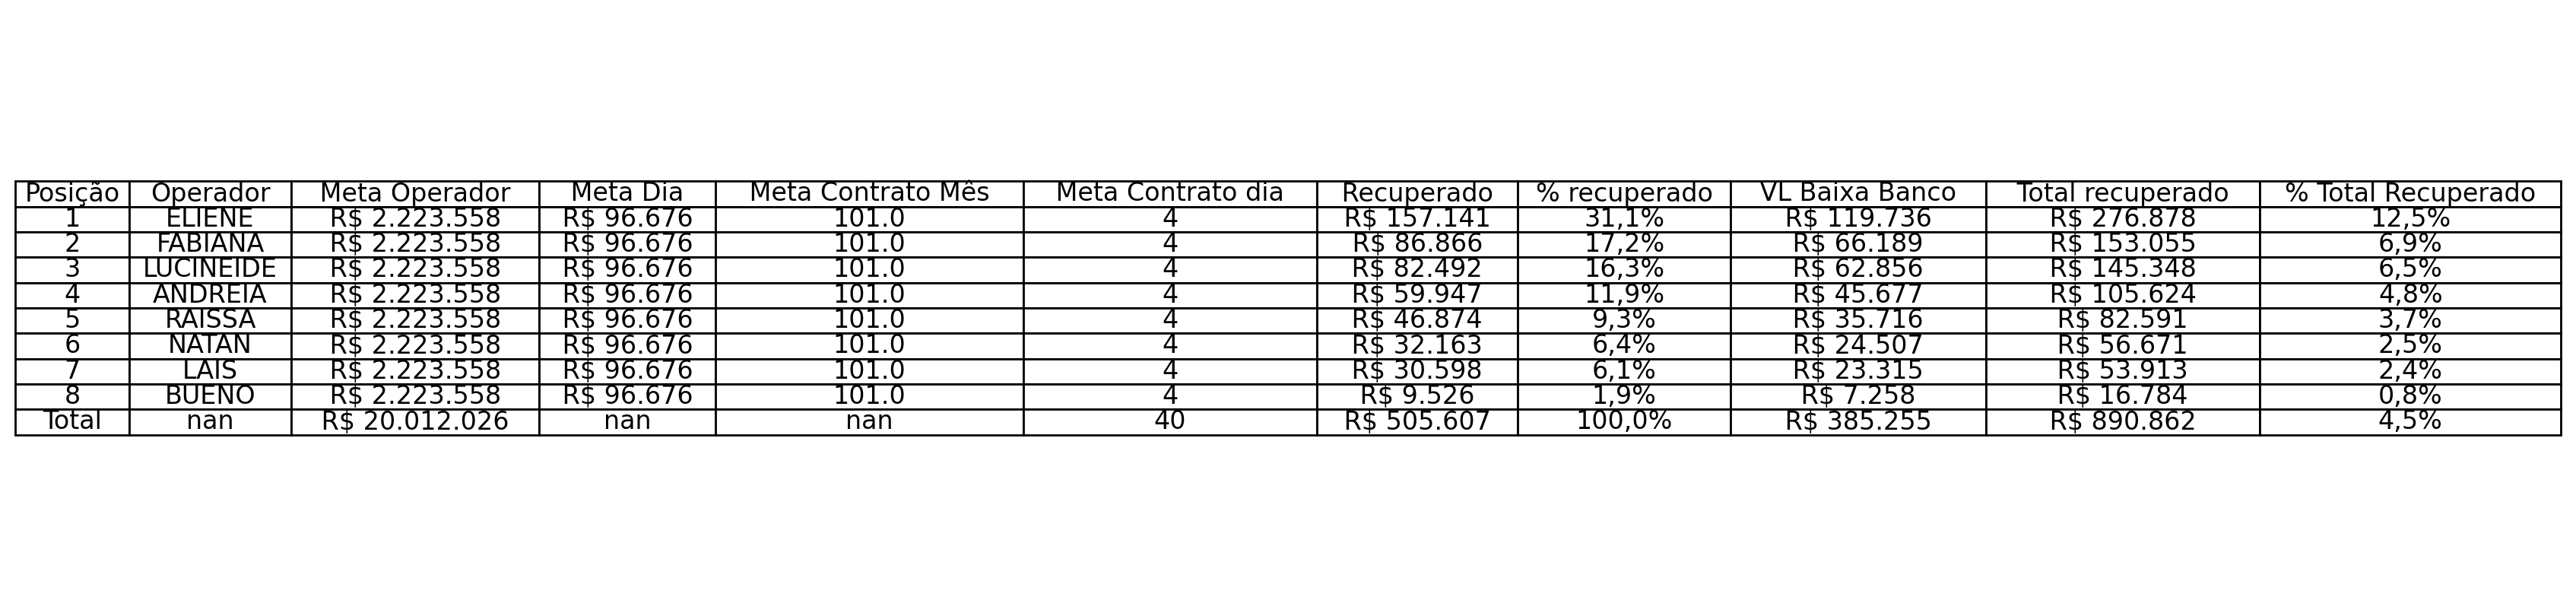 Posição Operador Meta Operador Meta Dia Meta Contrato Mês Meta Contrato dia Recuperado % recuperado VL Baixa Banco Total recuperado % Total Recuperado
1 ELIENE R$ 2.223.558 R$ 96.676 101.0 4 R$ 157.141 31,1% R$ 119.736 R$ 276.878 12,5%
2 FABIANA R$ 2.223.558 R$ 96.676 101.0 4 R$ 86.866 17,2% R$ 66.189 R$ 153.055 6,9%
3 LUCINEIDE R$ 2.223.558 R$ 96.676 101.0 4 R$ 82.492 16,3% R$ 62.856 R$ 145.348 6,5%
4 ANDREIA R$ 2.223.558 R$ 96.676 101.0 4 R$ 59.947 11,9% R$ 45.677 R$ 105.624 4,8%
5 RAISSA R$ 2.223.558 R$ 96.676 101.0 4 R$ 46.874 9,3% R$ 35.716 R$ 82.591 3,7%
6 NATAN R$ 2.223.558 R$ 96.676 101.0 4 R$ 32.163 6,4% R$ 24.507 R$ 56.671 2,5%
7 LAIS R$ 2.223.558 R$ 96.676 101.0 4 R$ 30.598 6,1% R$ 23.315 R$ 53.913 2,4%
8 BUENO R$ 2.223.558 R$ 96.676 101.0 4 R$ 9.526 1,9% R$ 7.258 R$ 16.784 0,8%
Total nan R$ 20.012.026 nan nan 40 R$ 505.607 100,0% R$ 385.255 R$ 890.862 4,5%